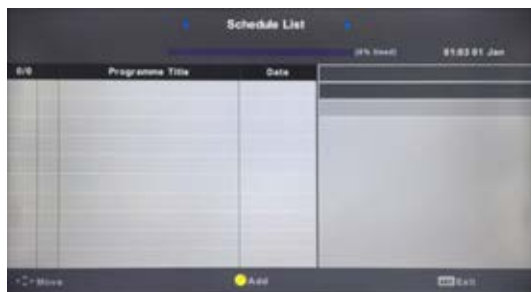 Schedule List
(0% Used) 01:03 01 Jan
0/0 Programme Title Date
Move Add Exit